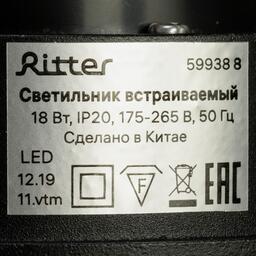 Ritter 59938 8
Светильник встраиваемый
18 Вт, IP20, 175-265 В, 50 Гц
Сделано в Китае
LED
12.19
11.vtm
F
EAC